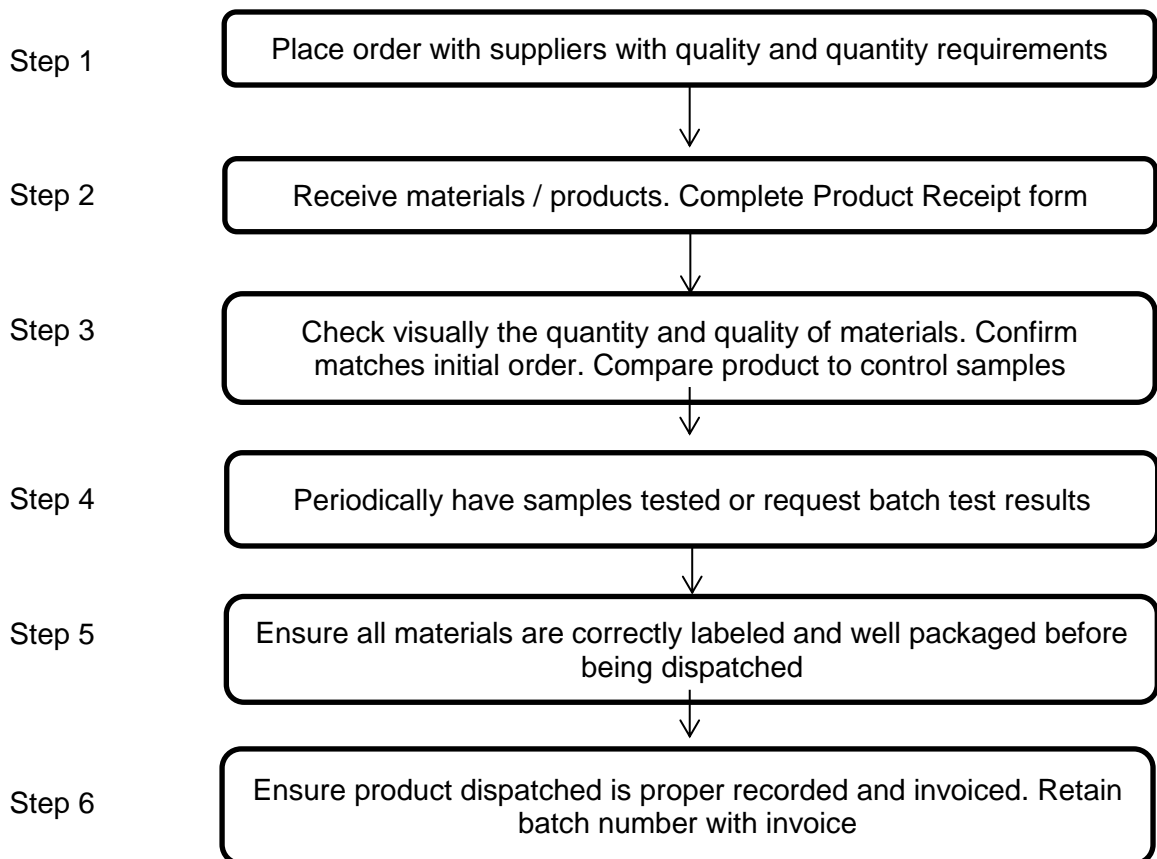 Step 1
Place order with suppliers with quality and quantity requirements
Step 2
Receive materials / products. Complete Product Receipt form
Step 3
Check visually the quantity and quality of materials. Confirm
matches initial order. Compare product to control samples
Step 4
Periodically have samples tested or request batch test results
Step 5
Ensure all materials are correctly labeled and well packaged before
being dispatched
Step 6
Ensure product dispatched is proper recorded and invoiced. Retain
batch number with invoice